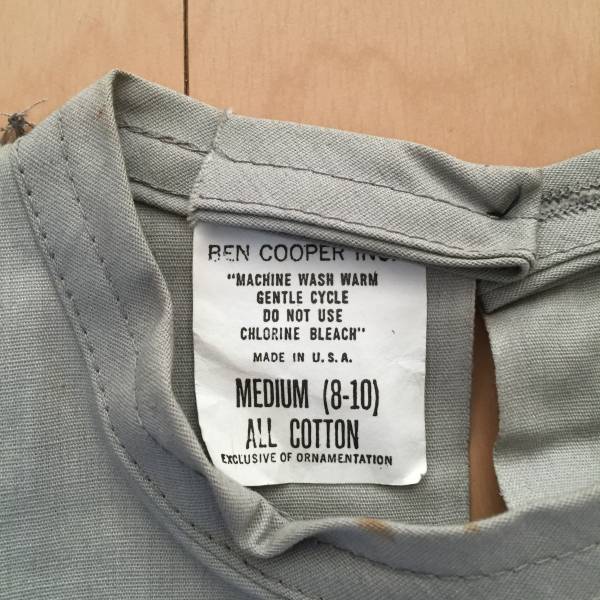 BEN COOPER INC.
"MACHINE WASH WARM
GENTLE CYCLE
DO NOT USE
CHLORINE BLEACH"
MADE IN U.S.A.
MEDIUM (8-10)
ALL COTTON
EXCLUSIVE OF ORNAMENTATION